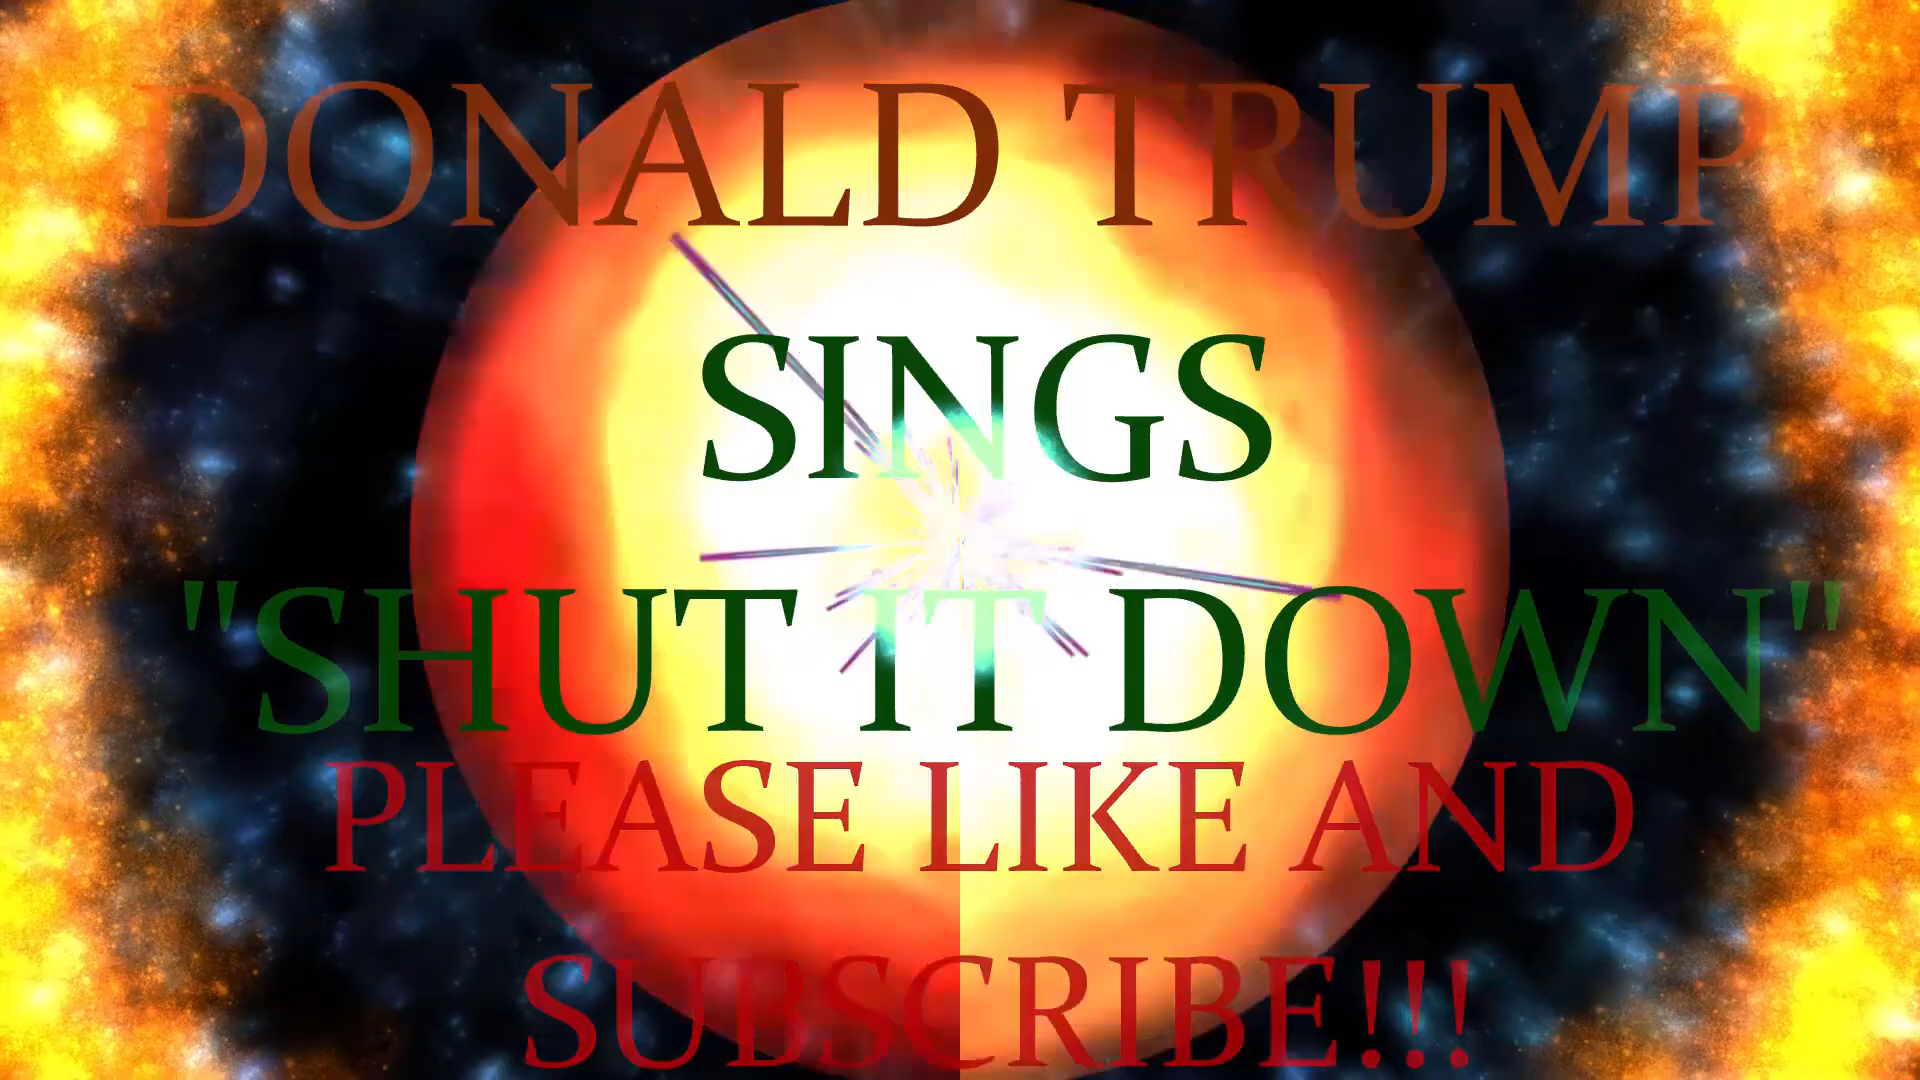 DONALD TRUMP
SINGS
"SHUT IT DOWN"
PLEASE LIKE AND
SUBSCRIBE!!!